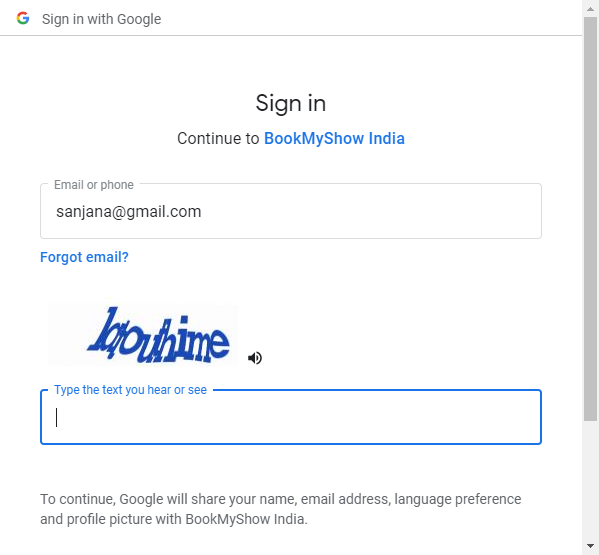 Sign in with Google
Sign in
Continue to BookMyShow India
Email or phone
sanjana@gmail.com
Forgot email?
Type the text you hear or see
To continue, Google will share your name, email address, language preference
and profile picture with BookMyShow India.